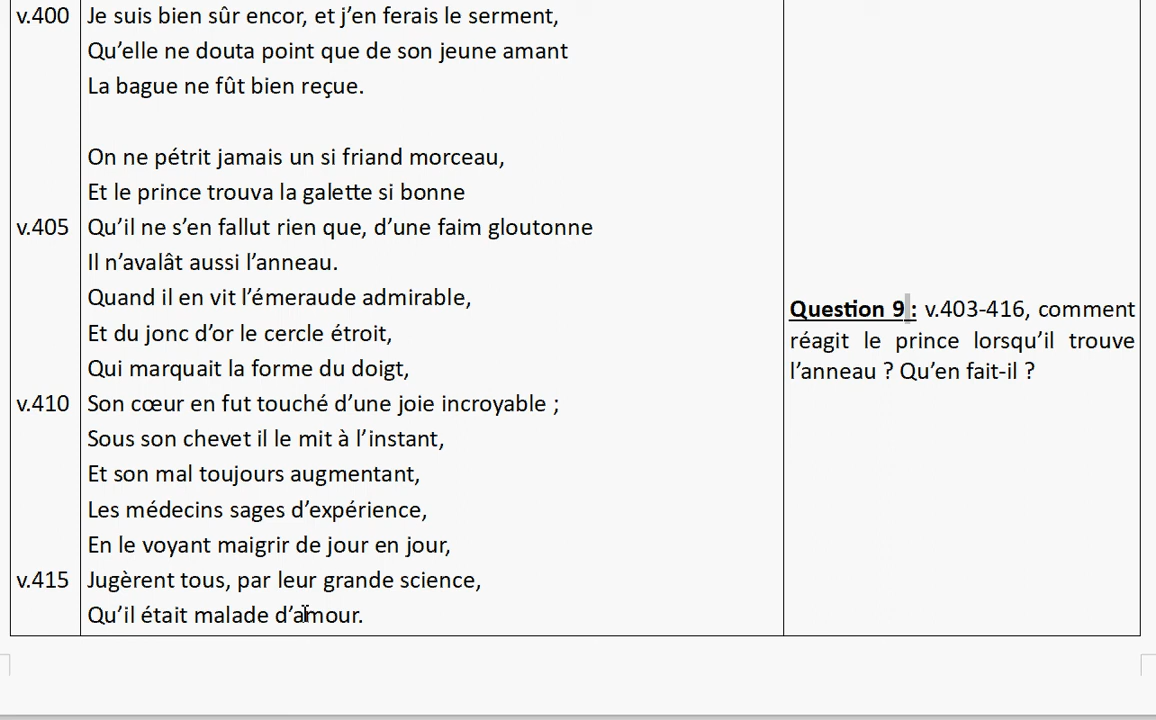 v.400 Je suis bien sûr encor, et j’en ferais le serment,
Qu’elle ne douta point que de son jeune amant
La bague ne fût bien reçue.
On ne pétrit jamais un si friand morceau,
Et le prince trouva la galette si bonne
v.405 Qu’il ne s’en fallut rien que, d’une faim gloutonne
Il n’avalât aussi l’anneau.
Quand il en vit l’émeraude admirable,
Et du jonc d’or le cercle étroit,
Qui marquait la forme du doigt,
v.410 Son cœur en fut touché d’une joie incroyable ;
Sous son chevet il le mit à l’instant,
Et son mal toujours augmentant,
Les médecins sages d’expérience,
En le voyant maigrir de jour en jour,
v.415 Jugèrent tous, par leur grande science,
Qu’il était malade d’amour.
Question 9 : v.403-416, comment
réagit le prince lorsqu’il trouve
l’anneau ? Qu’en fait-il ?